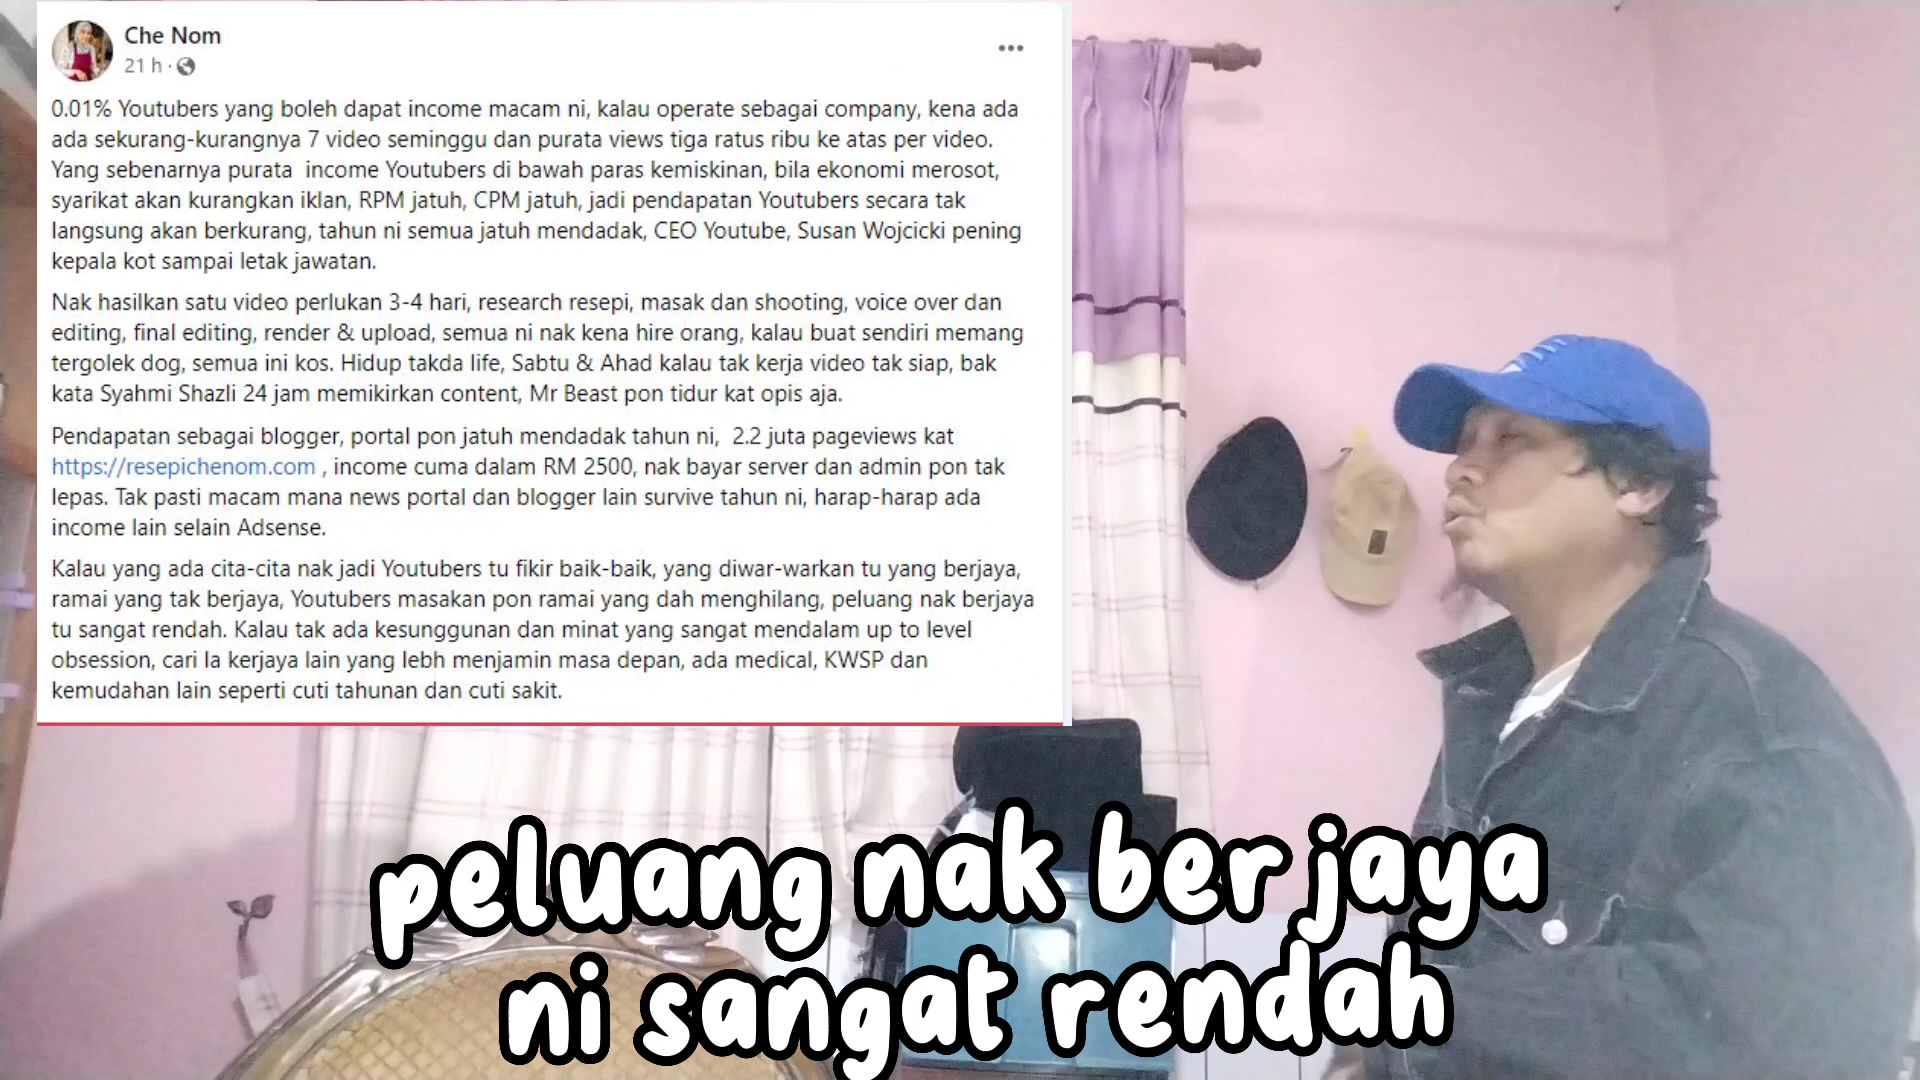 Che Nom
21 h ·
0.01% Youtubers yang boleh dapat income macam ni, kalau operate sebagai company, kena ada
ada sekurang-kurangnya 7 video seminggu dan purata views tiga ratus ribu ke atas per video.
Yang sebenarnya purata  income Youtubers di bawah paras kemiskinan, bila ekonomi merosot,
syarikat akan kurangkan iklan, RPM jatuh, CPM jatuh, jadi pendapatan Youtubers secara tak
langsung akan berkurang, tahun ni semua jatuh mendadak, CEO Youtube, Susan Wojcicki pening
kepala kot sampai letak jawatan.
Nak hasilkan satu video perlukan 3-4 hari, research resepi, masak dan shooting, voice over dan
editing, final editing, render & upload, semua ni nak kena hire orang, kalau buat sendiri memang
tergolek dog, semua ini kos. Hidup takda life, Sabtu & Ahad kalau tak kerja video tak siap, bak
kata Syahmi Shazli 24 jam memikirkan content, Mr Beast pon tidur kat opis aja.
Pendapatan sebagai blogger, portal pon jatuh mendadak tahun ni,  2.2 juta pageviews kat
https://resepichenom.com , income cuma dalam RM 2500, nak bayar server dan admin pon tak
lepas. Tak pasti macam mana news portal dan blogger lain survive tahun ni, harap-harap ada
income lain selain Adsense.
Kalau yang ada cita-cita nak jadi Youtubers tu fikir baik-baik, yang diwar-warkan tu yang berjaya,
ramai yang tak berjaya, Youtubers masakan pon ramai yang dah menghilang, peluang nak berjaya
tu sangat rendah. Kalau tak ada kesunggunan dan minat yang sangat mendalam up to level
obsession, cari la kerjaya lain yang lebh menjamin masa depan, ada medical, KWSP dan
kemudahan lain seperti cuti tahunan dan cuti sakit.
peluang nak berjaya
ni sangat rendah